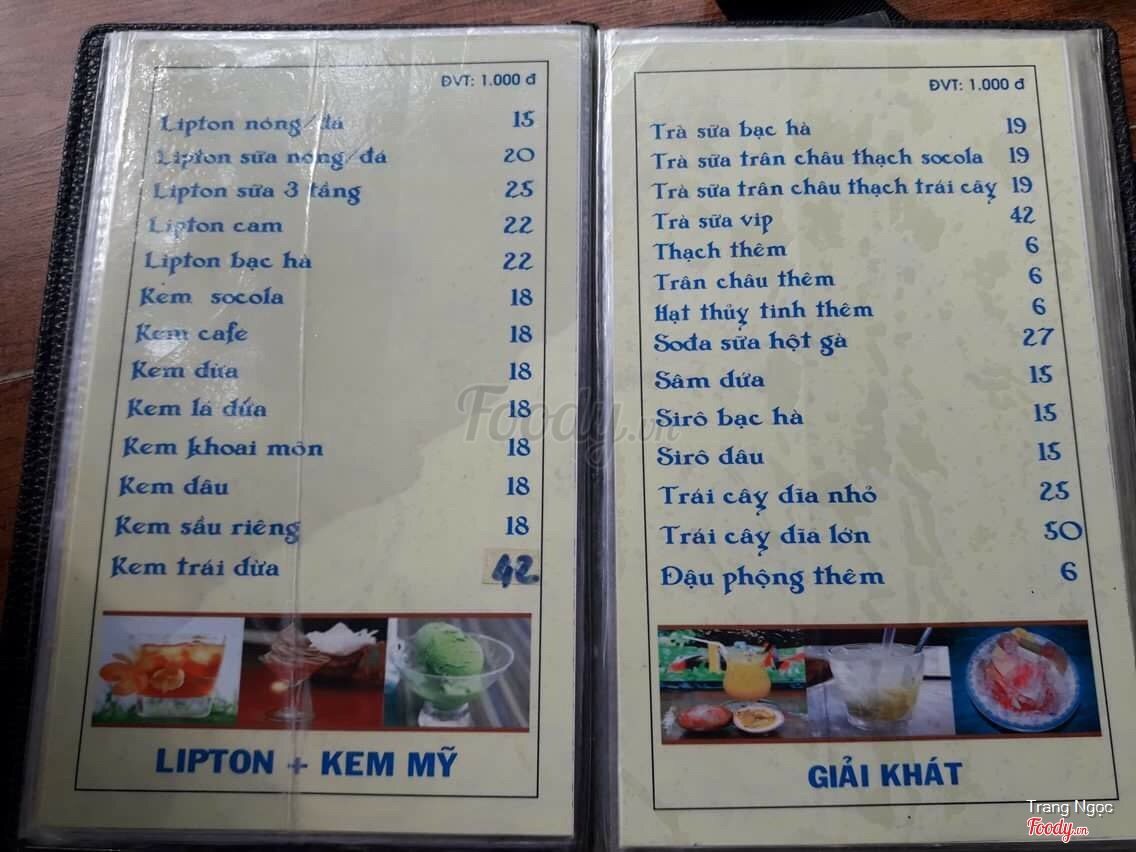 ĐVT: 1.000 đ
Lipton nóng/đá 15
Lipton sữa nóng/đá 20
Lipton sữa 3 tầng 25
Lipton cam 22
Lipton bạc hà 22
Kem socola 18
Kem cafe 18
Kem dừa 18
Kem lá dứa 18
Kem khoai môn 18
Kem dâu 18
Kem sầu riêng 18
Kem trái dừa 42
LIPTON + KEM MỸ
ĐVT: 1.000 đ
Trà sữa bạc hà 19
Trà sữa trân châu thạch socola 19
Trà sữa trân châu thạch trái cây 19
Trà sữa vip 42
Thạch thêm 6
Trân châu thêm 6
Hạt thủy tinh thêm 6
Soda sữa hột gà 27
Sâm dứa 15
Sirô bạc hà 15
Sirô dâu 15
Trái cây dĩa nhỏ 25
Trái cây dĩa lớn 50
Đậu phộng thêm 6
GIẢI KHÁT
Foody.vn
Trang Ngọc
Foody.vn